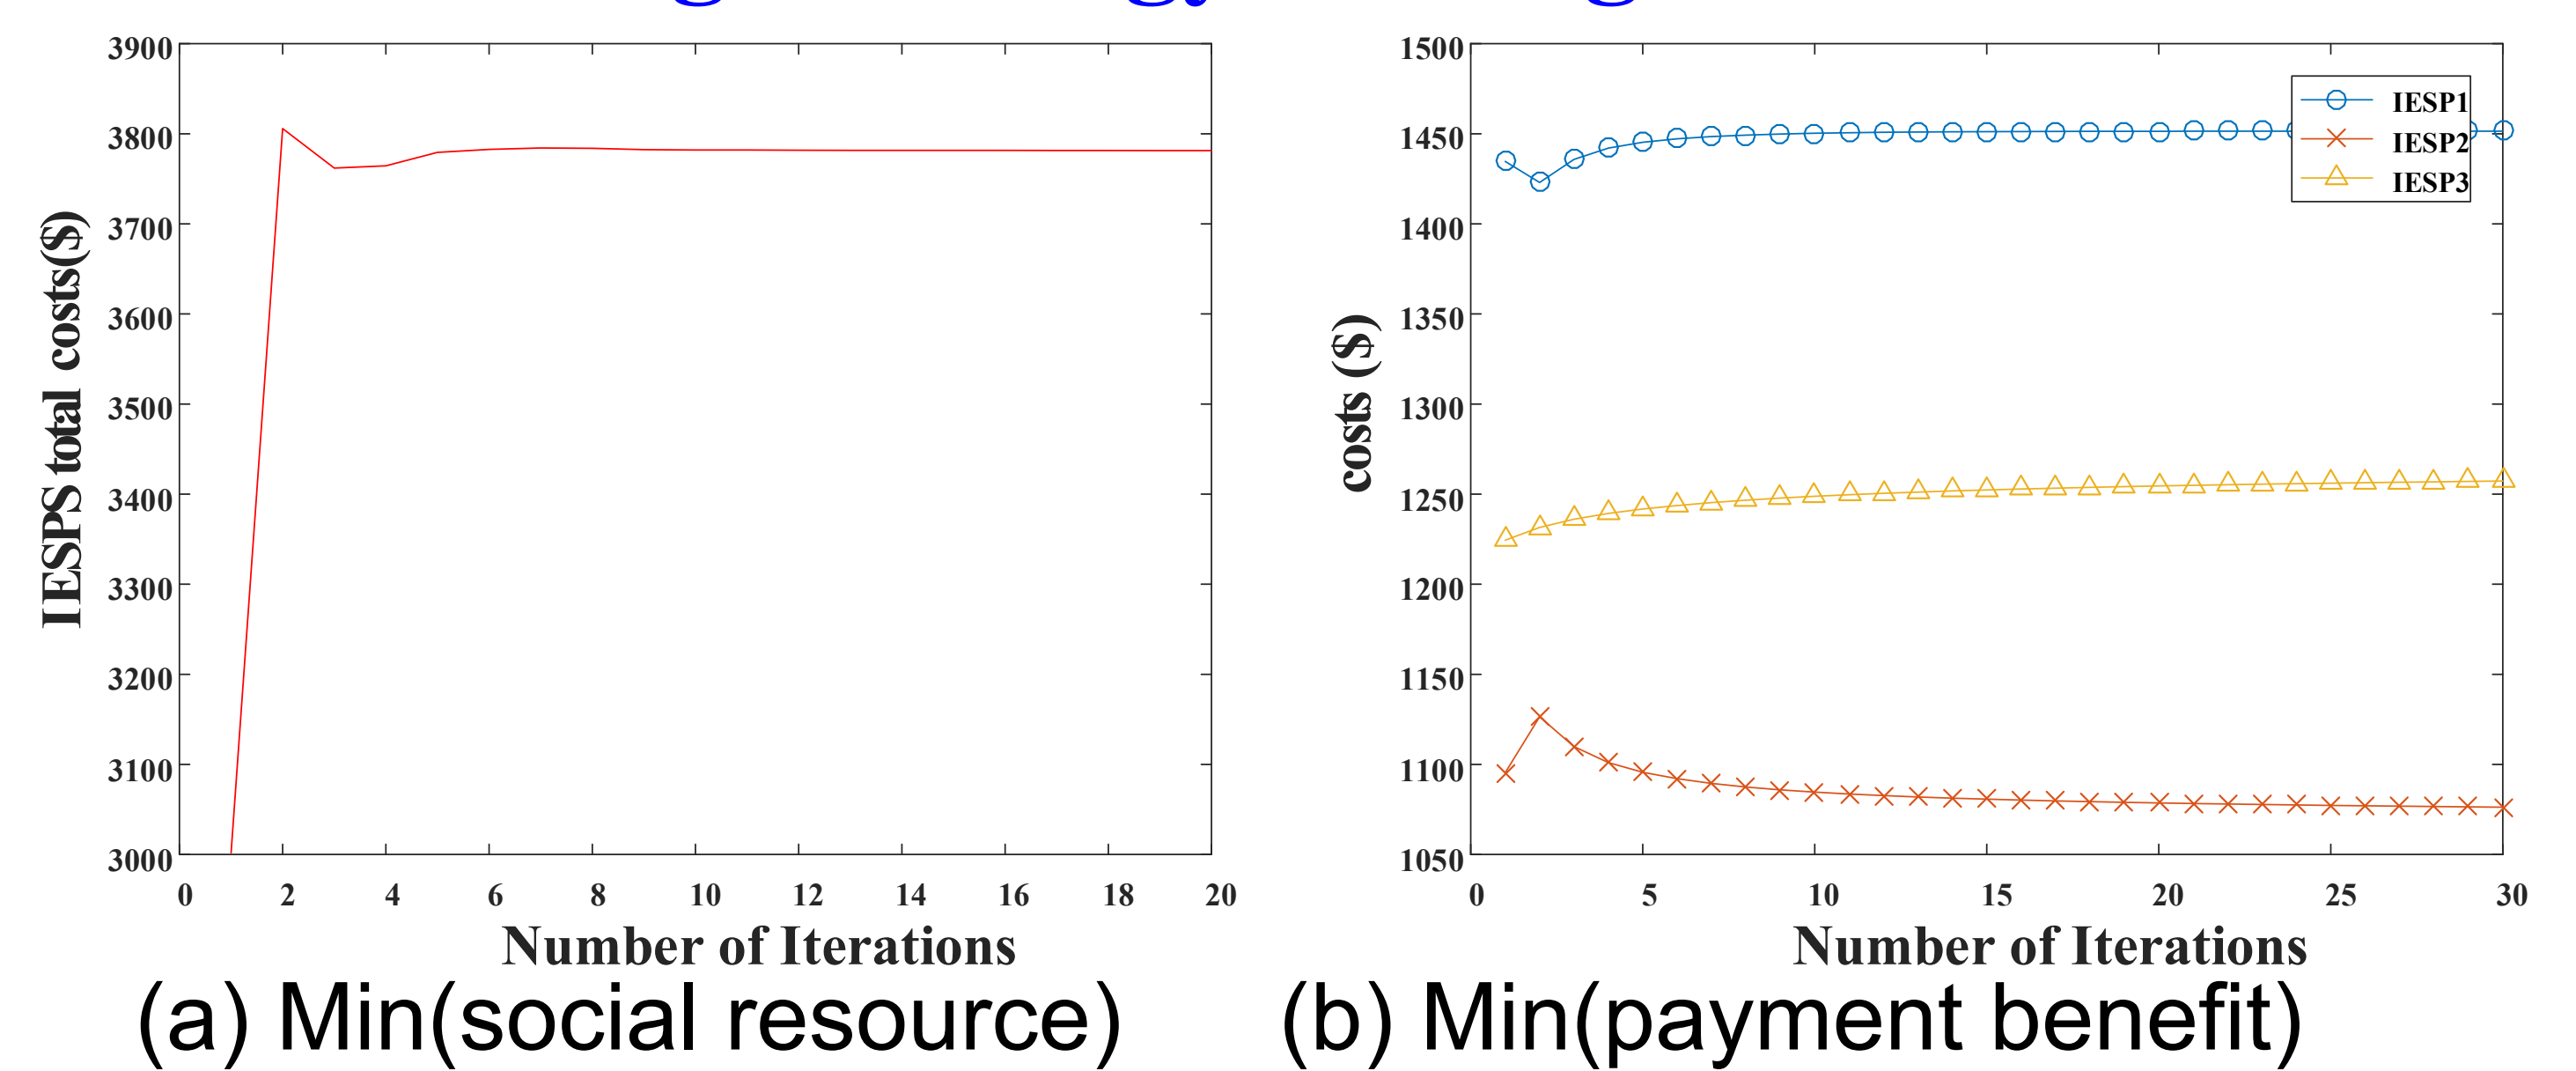 3900
3800
3700
3600
3500
3400
3300
3200
3100
3000
IESPS total costs($)
0 2 4 6 8 10 12 14 16 18 20
Number of Iterations
(a) Min(social resource)
1500
1450
1400
1350
1300
1250
1200
1150
1100
1050
costs ($)
IESP1
IESP2
IESP3
0 5 10 15 20 25 30
Number of Iterations
(b) Min(payment benefit)